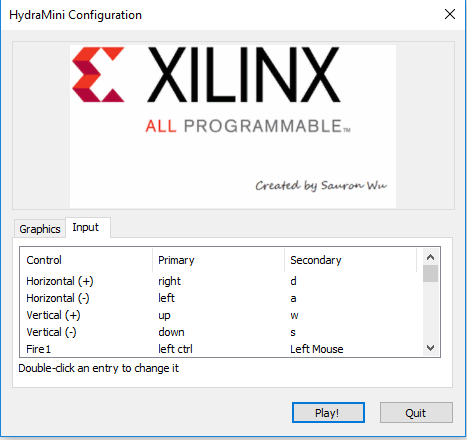 HydraMini Configuration
XILINX
ALL PROGRAMMABLE™
Created by Sauron Wu
Graphics Input
Control Primary Secondary
Horizontal (+) right d
Horizontal (-) left a
Vertical (+) up w
Vertical (-) down s
Fire1 left ctrl Left Mouse
Double-click an entry to change it
Play! Quit